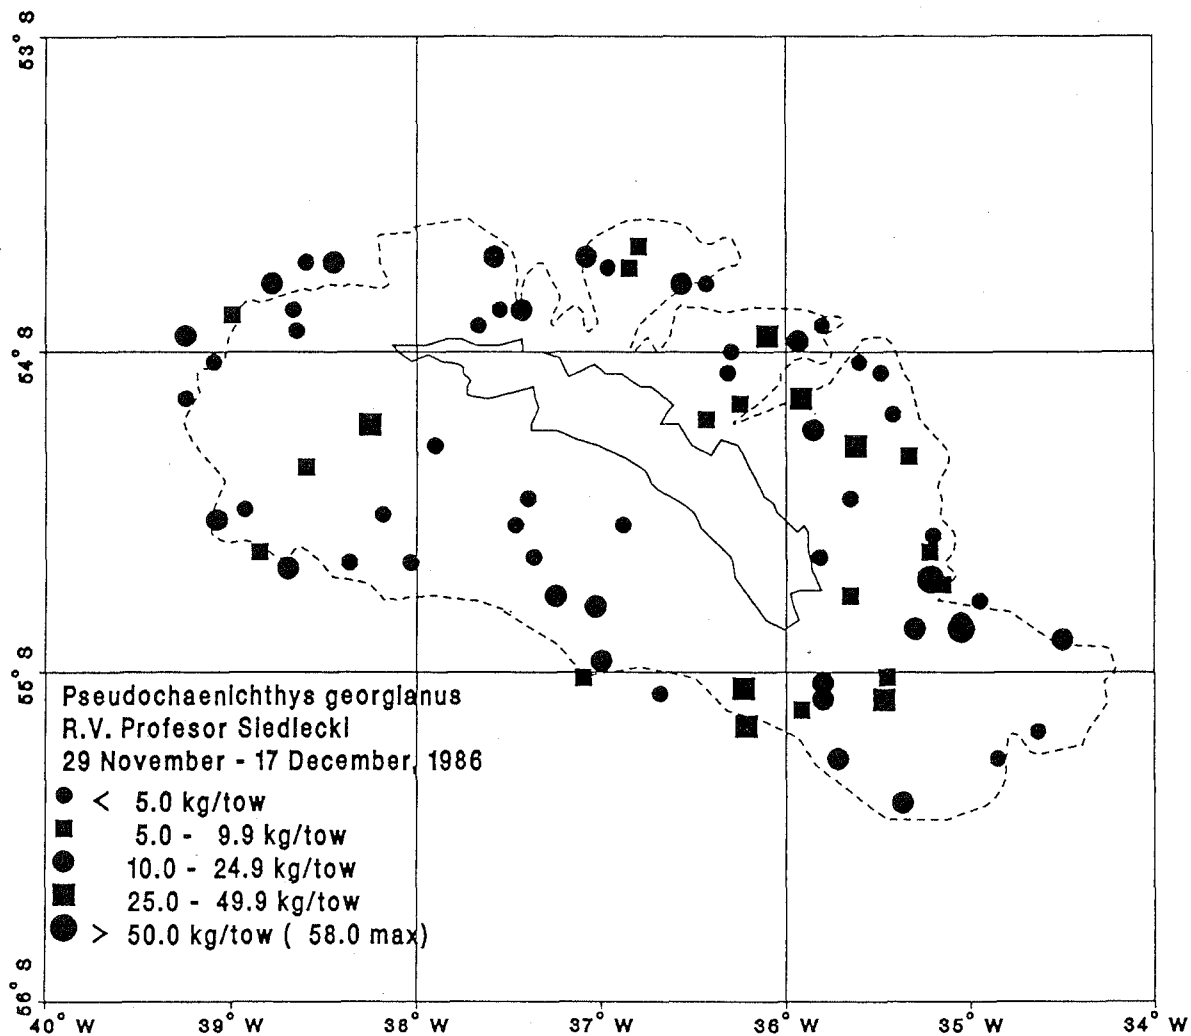 53° S
54° S
55° S
Pseudochaenichthys georgianus
R.V. Profesor Siedlecki
29 November - 17 December, 1986
< 5.0 kg/tow
5.0 - 9.9 kg/tow
10.0 - 24.9 kg/tow
25.0 - 49.9 kg/tow
> 50.0 kg/tow ( 58.0 max)
56° S
40° W 39° W 38° W 37° W 36° W 35° W 34° W